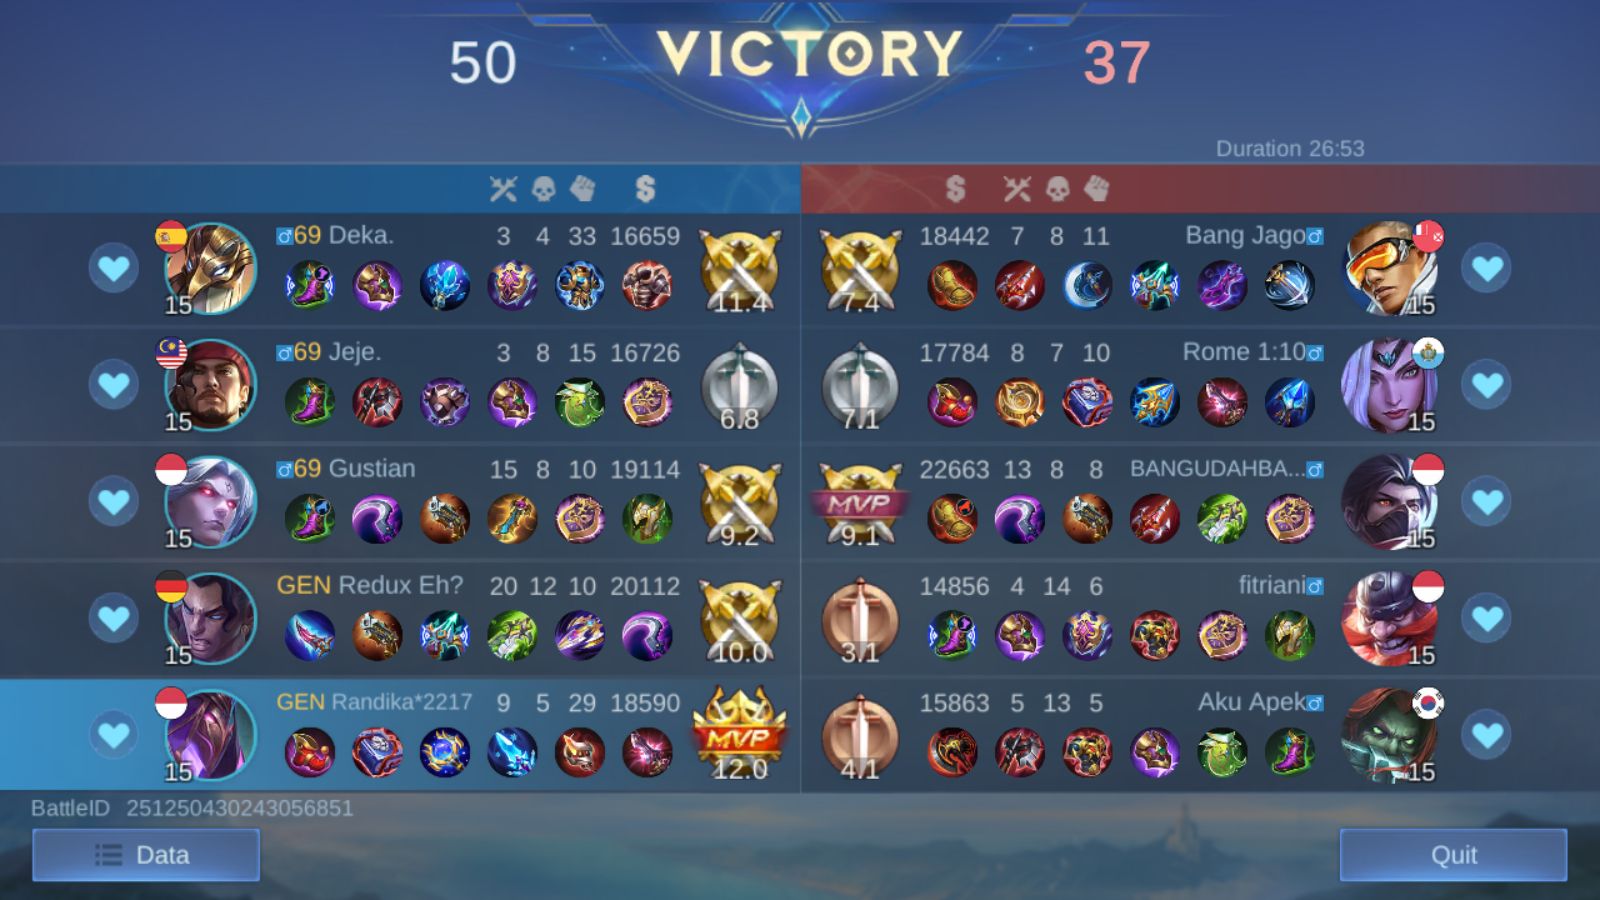 50 VICTORY 37
Duration 26:53
69 Deka. 3 4 33 16659 11.4 15
7.4 18442 7 8 11 Bang Jago 15
69 Jeje. 3 8 15 16726 6.8 15
7.1 17784 8 7 10 Rome 1:10 15
69 Gustian 15 8 10 19114 9.2 15
MVP 9.1 22663 13 8 8 BANGUDAHBA... 15
GEN Redux Eh? 20 12 10 20112 10.0 15
3.1 14856 4 14 6 fitriani 15
GEN Randika*2217 9 5 29 18590 MVP 12.0 15
4.1 15863 5 13 5 Aku Apek 15
BattleID 251250430243056851
Data
Quit